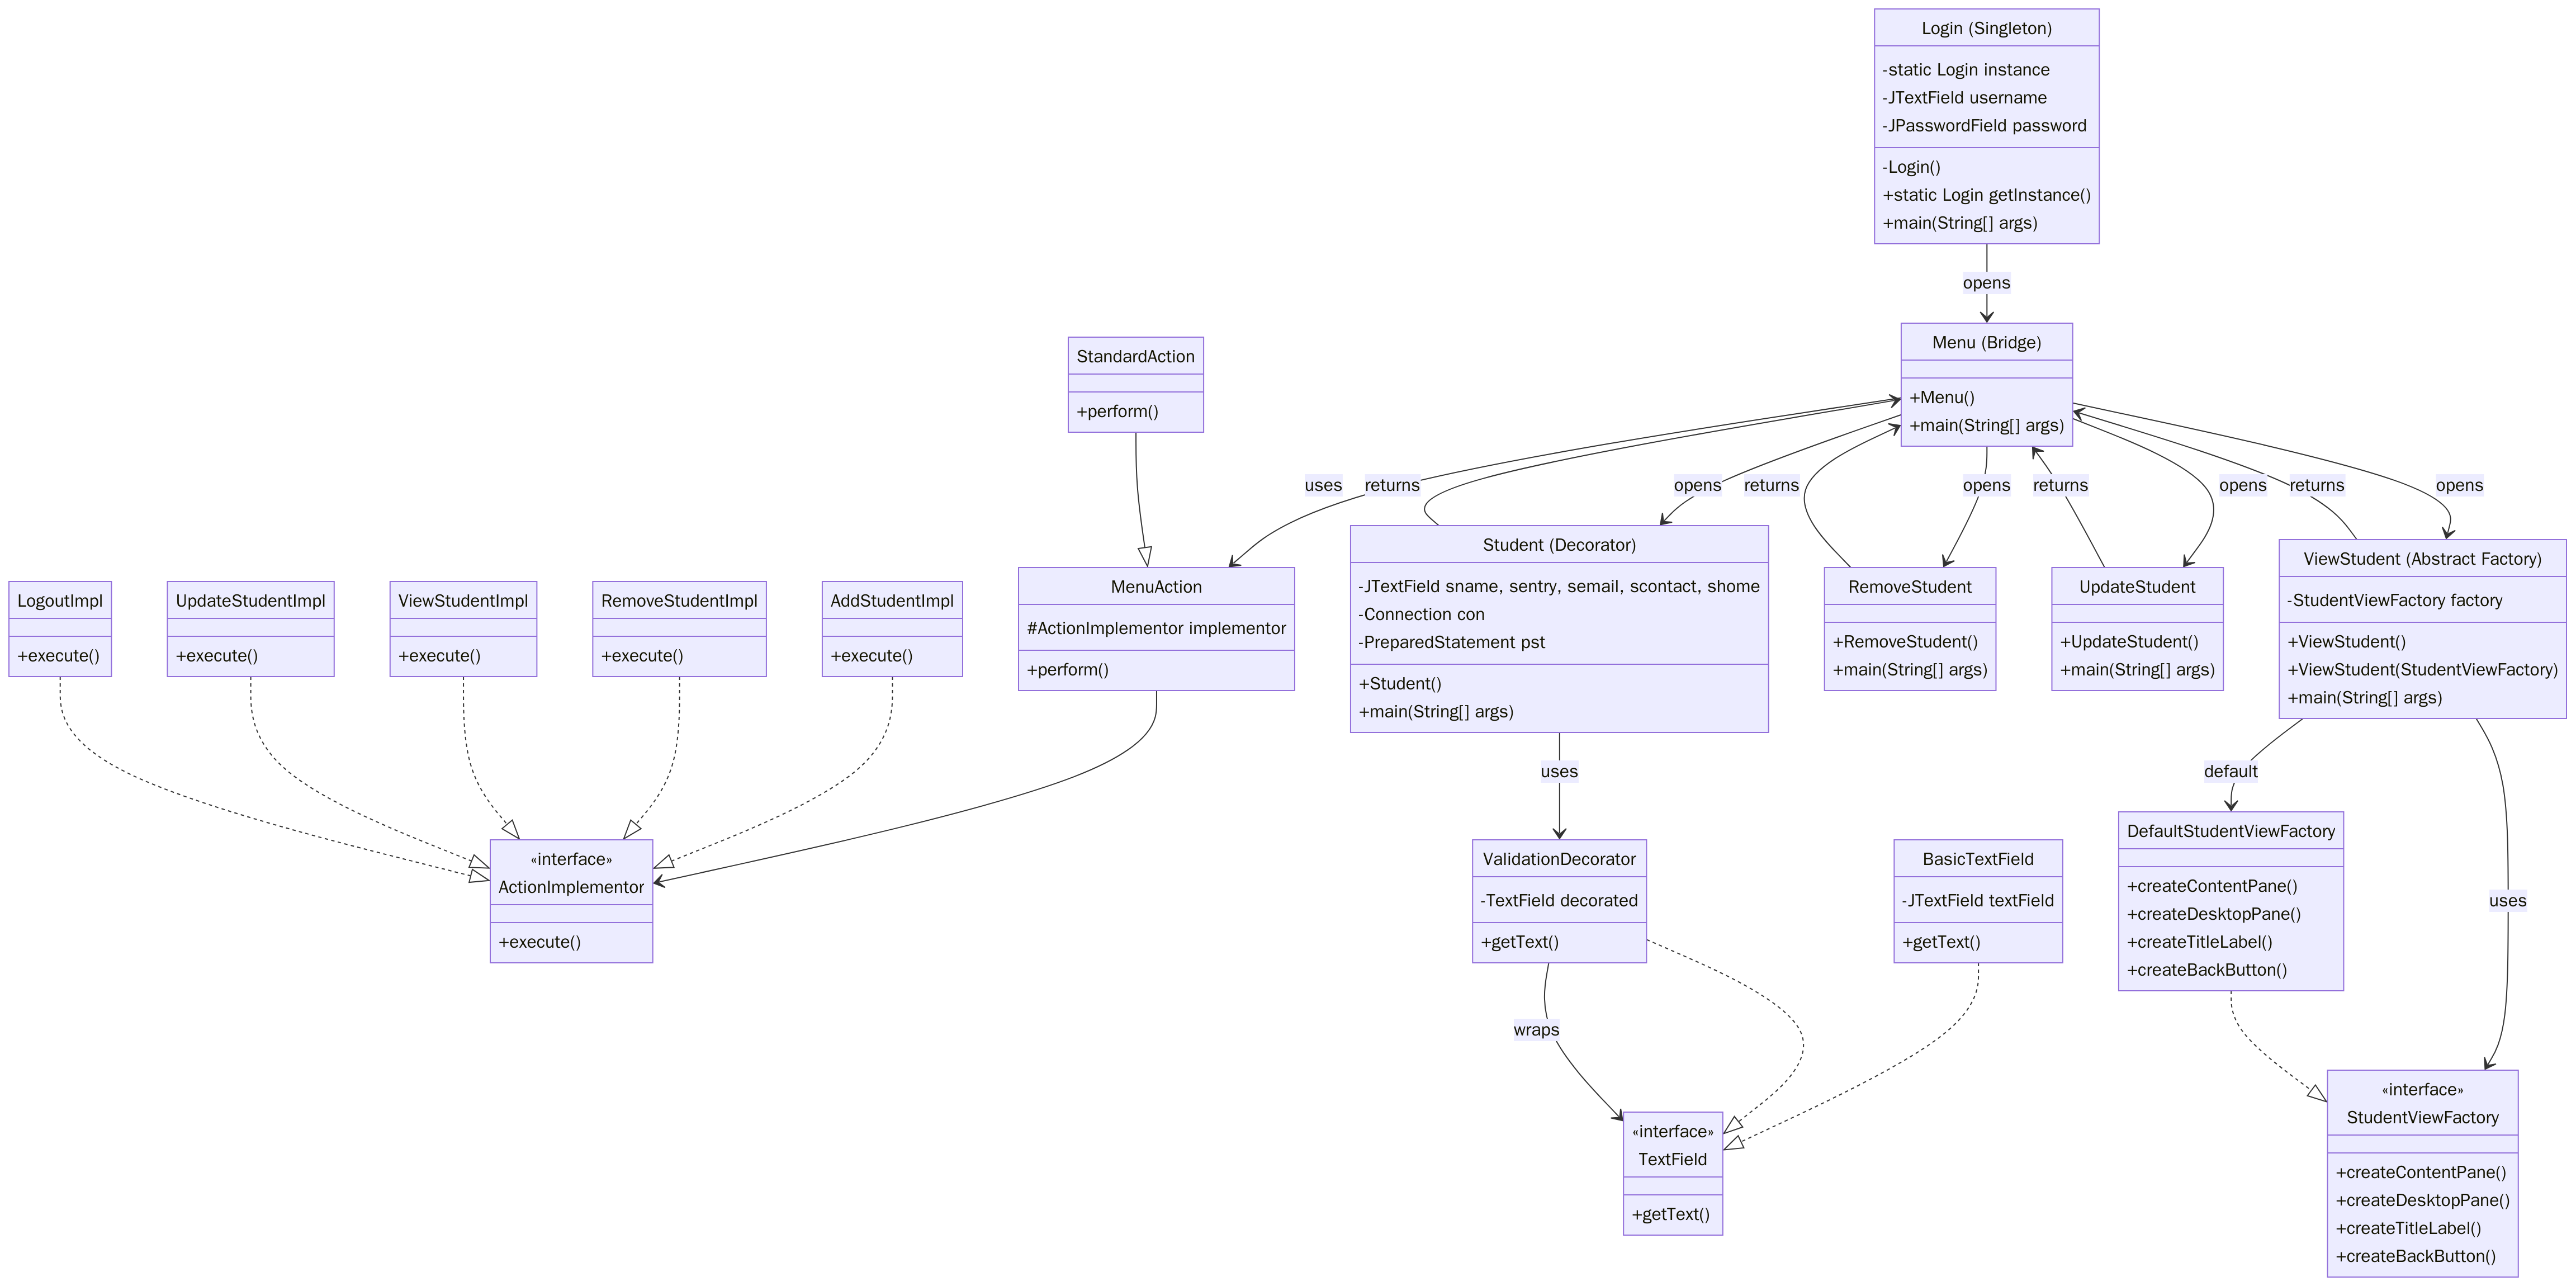 Login (Singleton)
-static Login instance
-JTextField username
-JPasswordField password
-Login()
+static Login getInstance()
+main(String[] args)
opens
Menu (Bridge)
+Menu()
+main(String[] args)
StandardAction
+perform()
uses
returns
opens
returns
opens
returns
opens
returns
opens
LogoutImpl
+execute()
UpdateStudentImpl
+execute()
ViewStudentImpl
+execute()
RemoveStudentImpl
+execute()
AddStudentImpl
+execute()
MenuAction
#ActionImplementor implementor
+perform()
Student (Decorator)
-JTextField sname, sentry, semail, scontact, shome
-Connection con
-PreparedStatement pst
+Student()
+main(String[] args)
RemoveStudent
+RemoveStudent()
+main(String[] args)
UpdateStudent
+UpdateStudent()
+main(String[] args)
ViewStudent (Abstract Factory)
-StudentViewFactory factory
+ViewStudent()
+ViewStudent(StudentViewFactory)
+main(String[] args)
uses
default
uses
«interface»
ActionImplementor
+execute()
ValidationDecorator
-TextField decorated
+getText()
BasicTextField
-JTextField textField
+getText()
DefaultStudentViewFactory
+createContentPane()
+createDesktopPane()
+createTitleLabel()
+createBackButton()
wraps
«interface»
TextField
+getText()
«interface»
StudentViewFactory
+createContentPane()
+createDesktopPane()
+createTitleLabel()
+createBackButton()